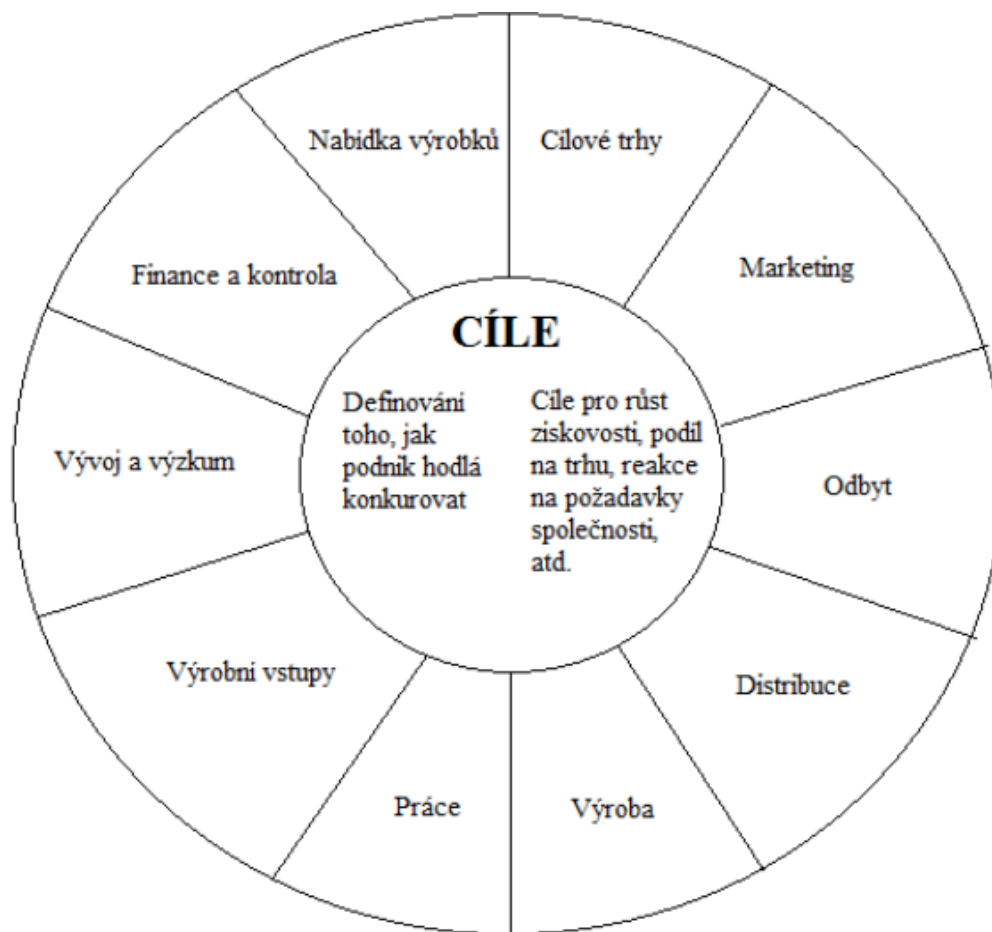 Nabídka výrobků
Cílové trhy
Marketing
Odbyt
Distribuce
Výroba
Práce
Výrobní vstupy
Vývoj a výzkum
Finance a kontrola
CÍLE
Definování
toho, jak
podnik hodlá
konkurovat
Cíle pro růst
ziskovosti, podíl
na trhu, reakce
na požadavky
společnosti,
atd.